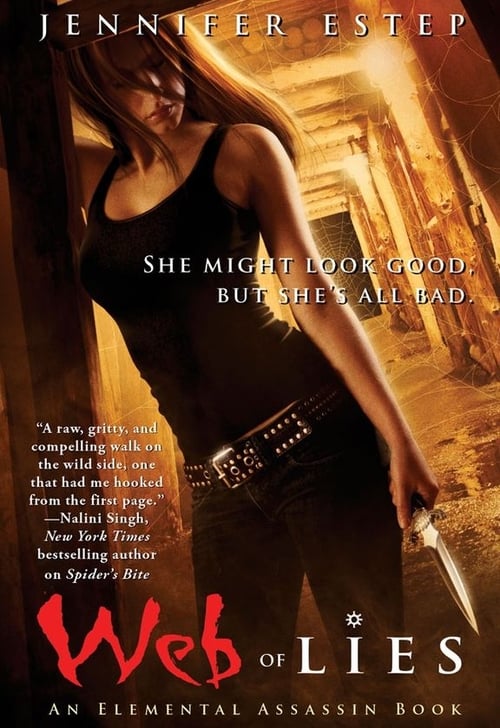 JENNIFER ESTEP
SHE MIGHT LOOK GOOD,
BUT SHE'S ALL BAD.
“A raw, gritty, and
compelling walk on
the wild side, one
that had me hooked
from the first page.”
—Nalini Singh,
New York Times
bestselling author
on Spider's Bite
Web OF LIES
AN ELEMENTAL ASSASSIN BOOK